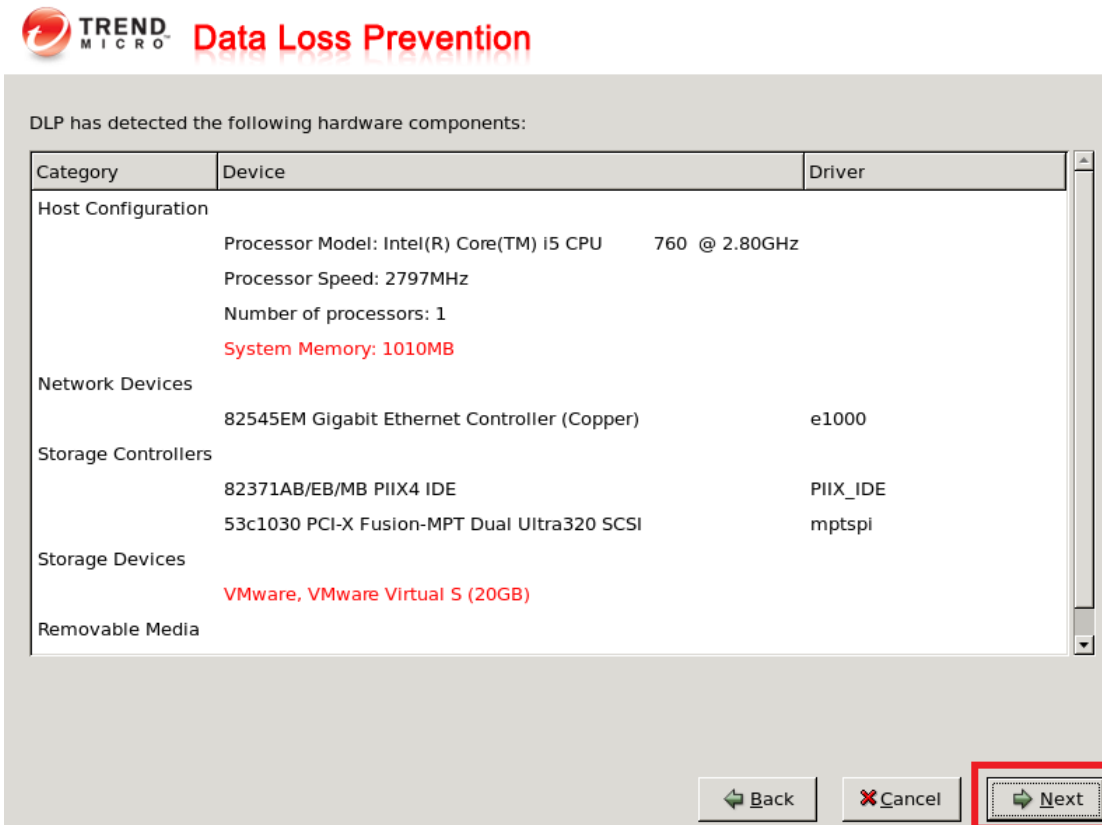 TREND MICRO™ Data Loss Prevention
DLP has detected the following hardware components:
Category Device Driver
Host Configuration
Processor Model: Intel(R) Core(TM) i5 CPU 760 @ 2.80GHz
Processor Speed: 2797MHz
Number of processors: 1
System Memory: 1010MB
Network Devices
82545EM Gigabit Ethernet Controller (Copper) e1000
Storage Controllers
82371AB/EB/MB PIIX4 IDE PIIX_IDE
53c1030 PCI-X Fusion-MPT Dual Ultra320 SCSI mptspi
Storage Devices
VMware, VMware Virtual S (20GB)
Removable Media
Back Cancel Next